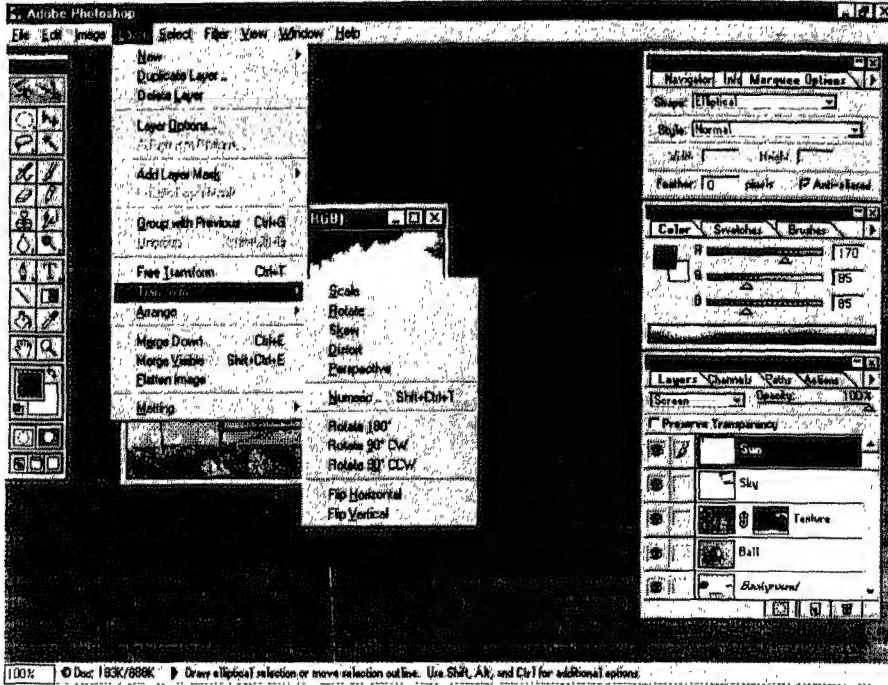 Adobe Photoshop
File Edit Image Layer Select Filter View Window Help
New
Duplicate Layer...
Delete Layer
Layer Options...
Add Layer Mask
Group with Previous Ctrl+G
Ungroup
Free Transform Ctrl+T
Transform
Arrange
Merge Down Ctrl+E
Merge Visible Shift+Ctrl+E
Flatten Image
Matting
RGB)
Scale
Rotate
Skew
Distort
Perspective
Numeric... Shift+Ctrl+T
Rotate 180°
Rotate 90° CW
Rotate 90° CCW
Flip Horizontal
Flip Vertical
Navigator Info Marquee Options
Shape: Elliptical
Style: Normal
Width: Height:
Feather: 0 pixels Anti-aliased
Color Swatches Brushes
R 170
G 85
B 85
Layers Channels Paths Actions
Screen Opacity: 100%
Preserve Transparency
Sun
Sky
Texture
Ball
Background
100% Doc: 183K/888K Draw elliptical selection or move selection outline. Use Shift, Alt, and Ctrl for additional options.